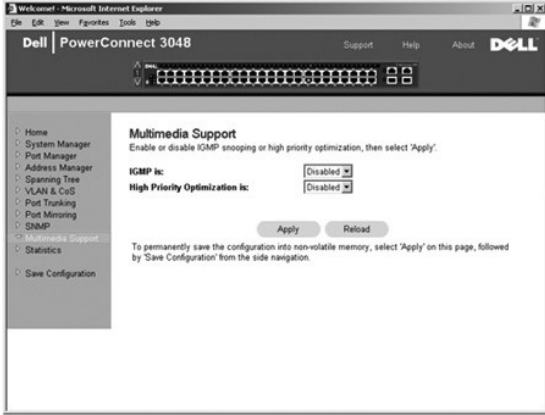 Welcome! - Microsoft Internet Explorer
File Edit View Favorites Tools Help
Dell | PowerConnect 3048
Support Help About DELL
Home
System Manager
Port Manager
Address Manager
Spanning Tree
VLAN & CoS
Port Trunking
Port Mirroring
SNMP
Multimedia Support
Statistics
Save Configuration
Multimedia Support
Enable or disable IGMP snooping or high priority optimization, then select 'Apply'.
IGMP is: Disabled
High Priority Optimization is: Disabled
Apply Reload
To permanently save the configuration into non-volatile memory, select 'Apply' on this page, followed
by 'Save Configuration' from the side navigation.